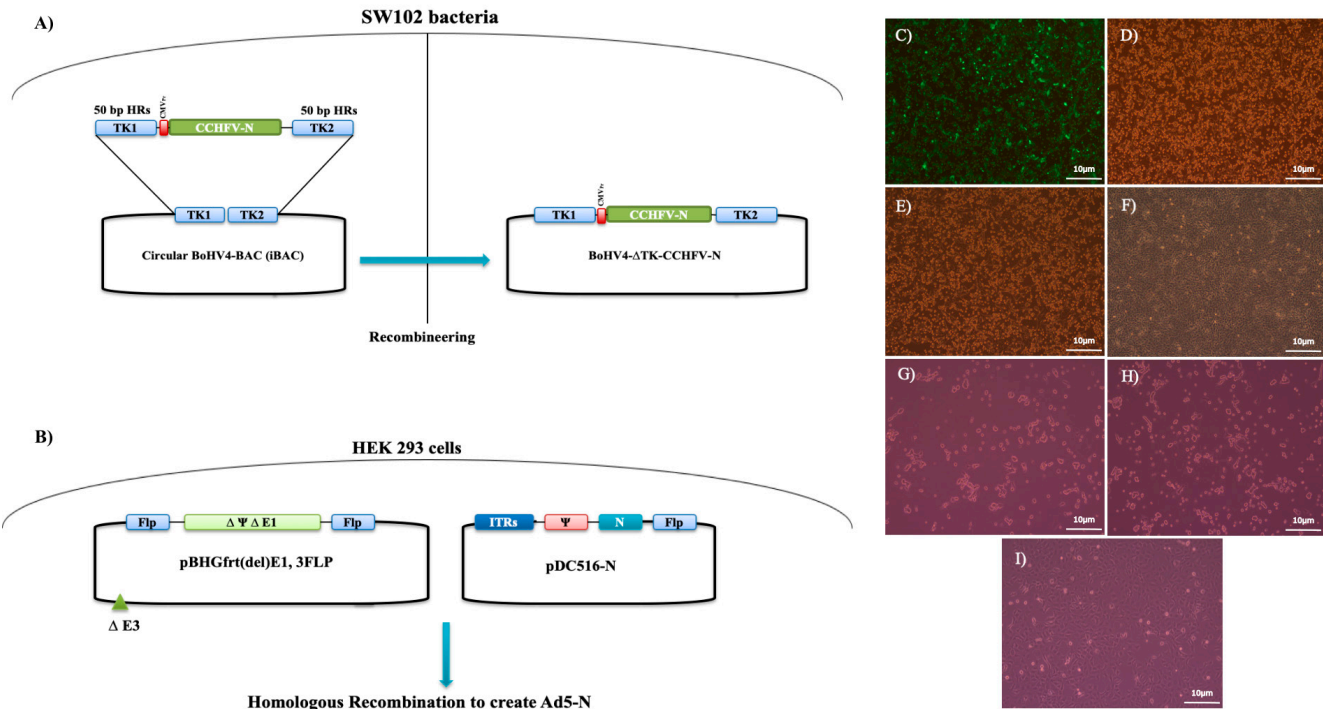 A)
SW102 bacteria
50 bp HRs
CMVPr
50 bp HRs
TK1
CCHFV-N
TK2
TK1
TK2
Circular BoHV4-BAC (iBAC)
CMVPr
TK1
CCHFV-N
TK2
BoHV4-ΔTK-CCHFV-N
Recombineering
B)
HEK 293 cells
Flp
Δ Ψ Δ E1
Flp
pBHGfrt(del)E1, 3FLP
Δ E3
ITRs
Ψ
N
Flp
pDC516-N
Homologous Recombination to create Ad5-N
C)
10µm
D)
10µm
E)
10µm
F)
10µm
G)
10µm
H)
10µm
I)
10µm